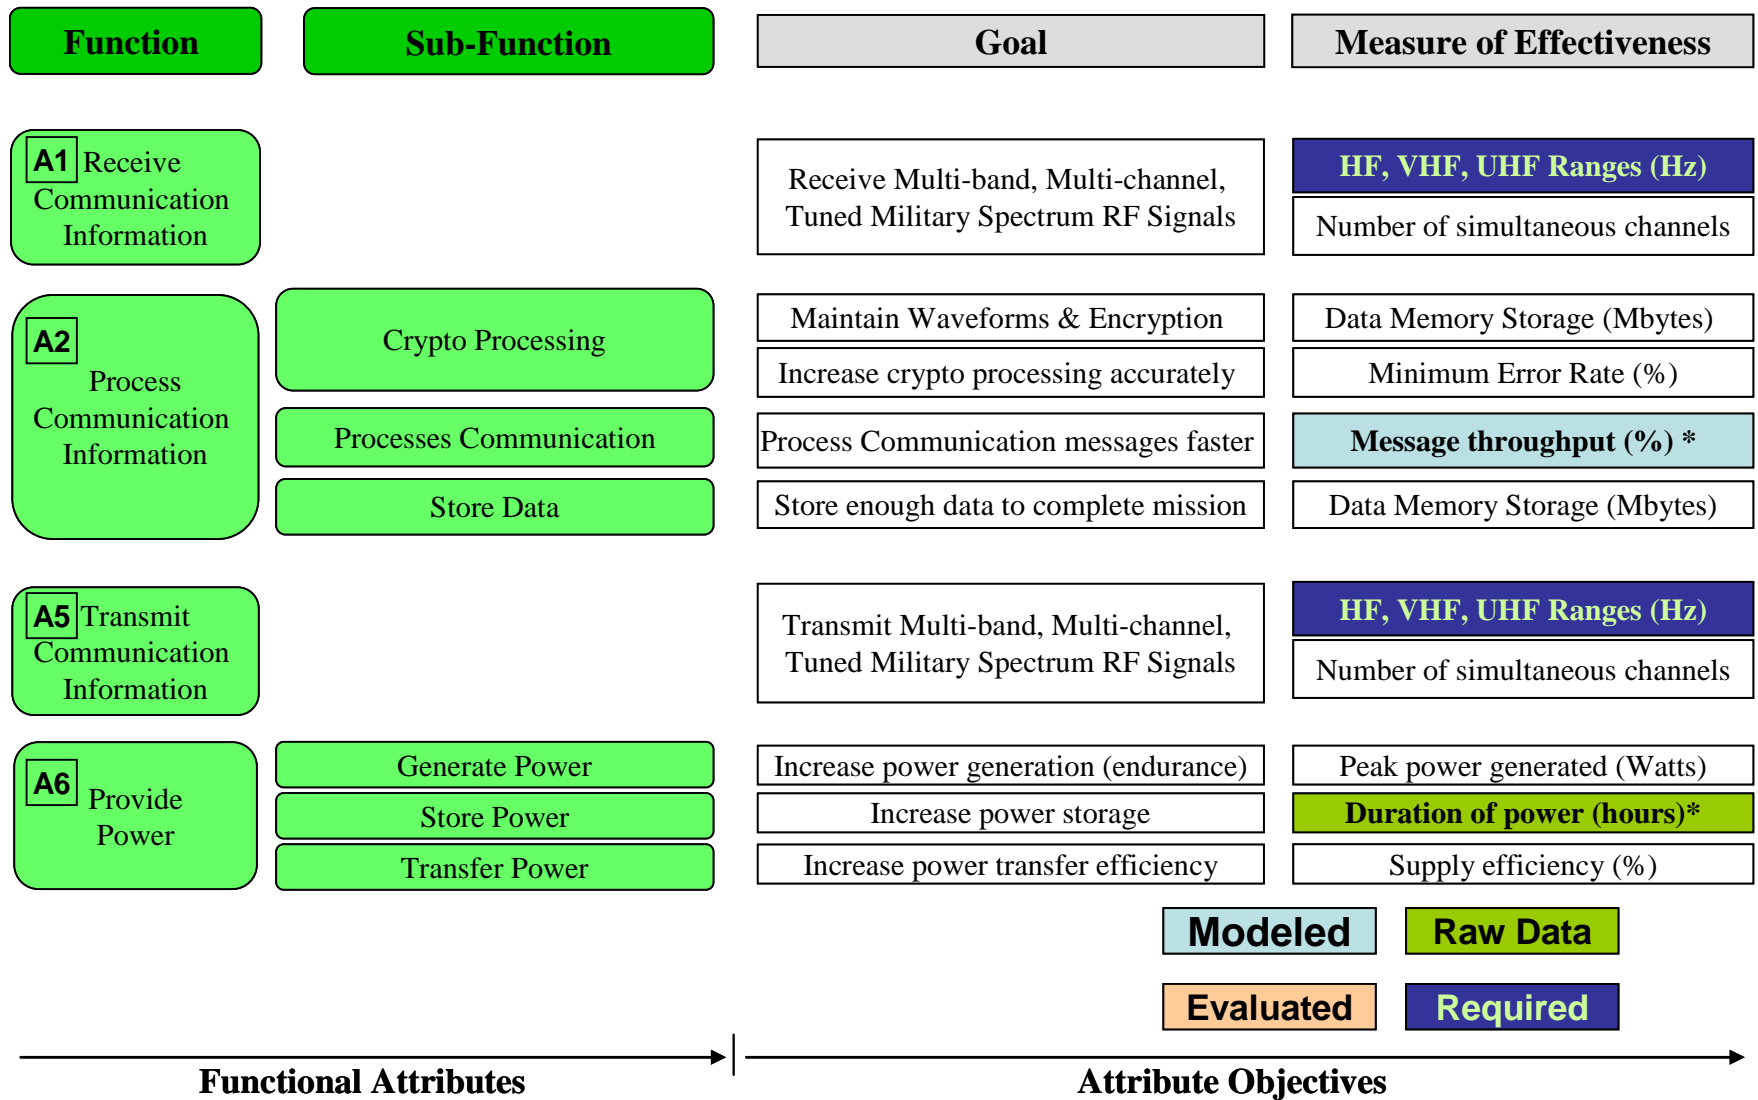 Function
Sub-Function
Goal
Measure of Effectiveness
A1 Receive
Communication
Information
Receive Multi-band, Multi-channel,
Tuned Military Spectrum RF Signals
HF, VHF, UHF Ranges (Hz)
Number of simultaneous channels
A2
Process
Communication
Information
Crypto Processing
Maintain Waveforms & Encryption
Data Memory Storage (Mbytes)
Increase crypto processing accurately
Minimum Error Rate (%)
Processes Communication
Process Communication messages faster
Message throughput (%) *
Store Data
Store enough data to complete mission
Data Memory Storage (Mbytes)
A5 Transmit
Communication
Information
Transmit Multi-band, Multi-channel,
Tuned Military Spectrum RF Signals
HF, VHF, UHF Ranges (Hz)
Number of simultaneous channels
A6
Provide
Power
Generate Power
Increase power generation (endurance)
Peak power generated (Watts)
Store Power
Increase power storage
Duration of power (hours)*
Transfer Power
Increase power transfer efficiency
Supply efficiency (%)
Modeled
Raw Data
Evaluated
Required
Functional Attributes
Attribute Objectives